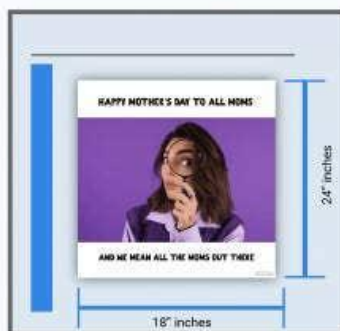 HAPPY MOTHER'S DAY TO ALL MOMS
AND WE MEAN ALL THE MOMS OUT THERE
24" inches
18" inches